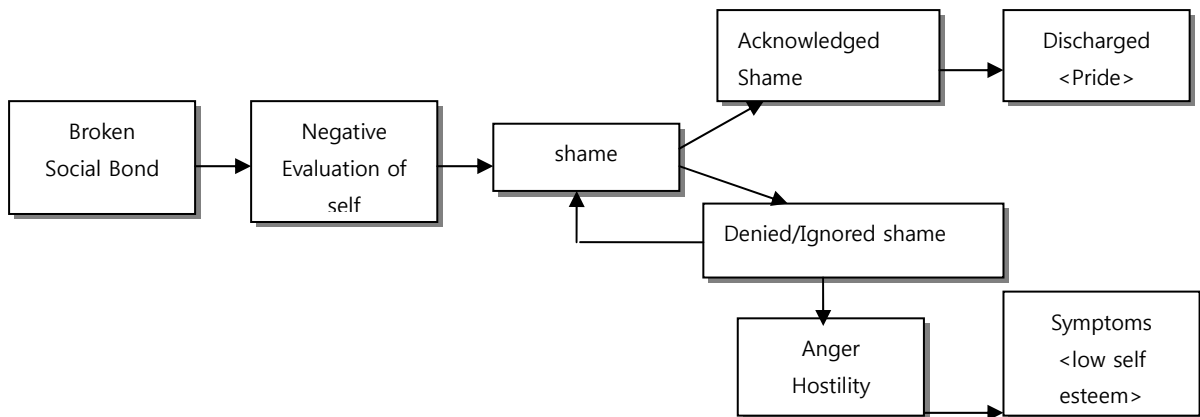 Acknowledged
Shame
Discharged
<Pride>
Broken
Social Bond
Negative
Evaluation of
self
shame
Denied/Ignored shame
Anger
Hostility
Symptoms
<low self
esteem>